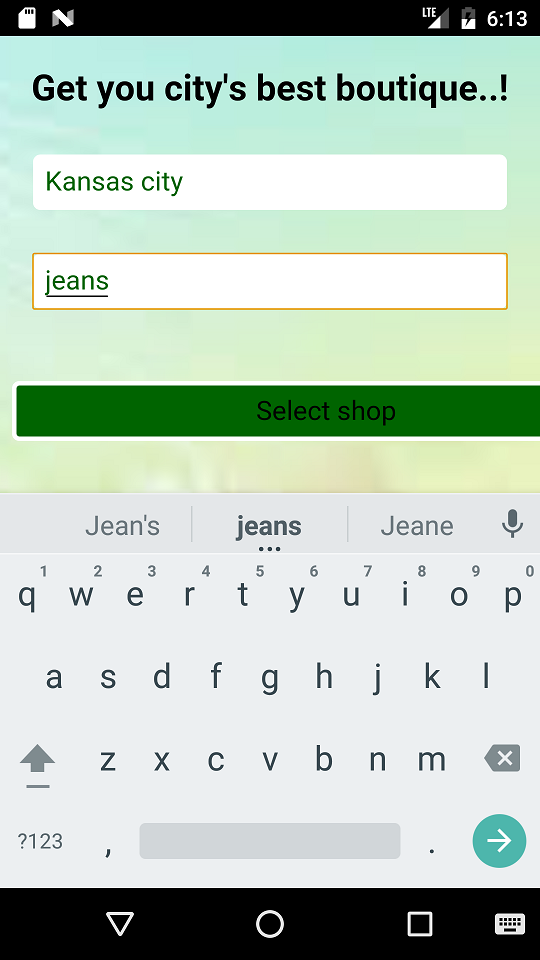 LTE 6:13
Get you city's best boutique..!
Kansas city
jeans
Select shop
Jean's jeans Jeane
1 2 3 4 5 6 7 8 9 0
q w e r t y u i o p
a s d f g h j k l
z x c v b n m
?123 , .